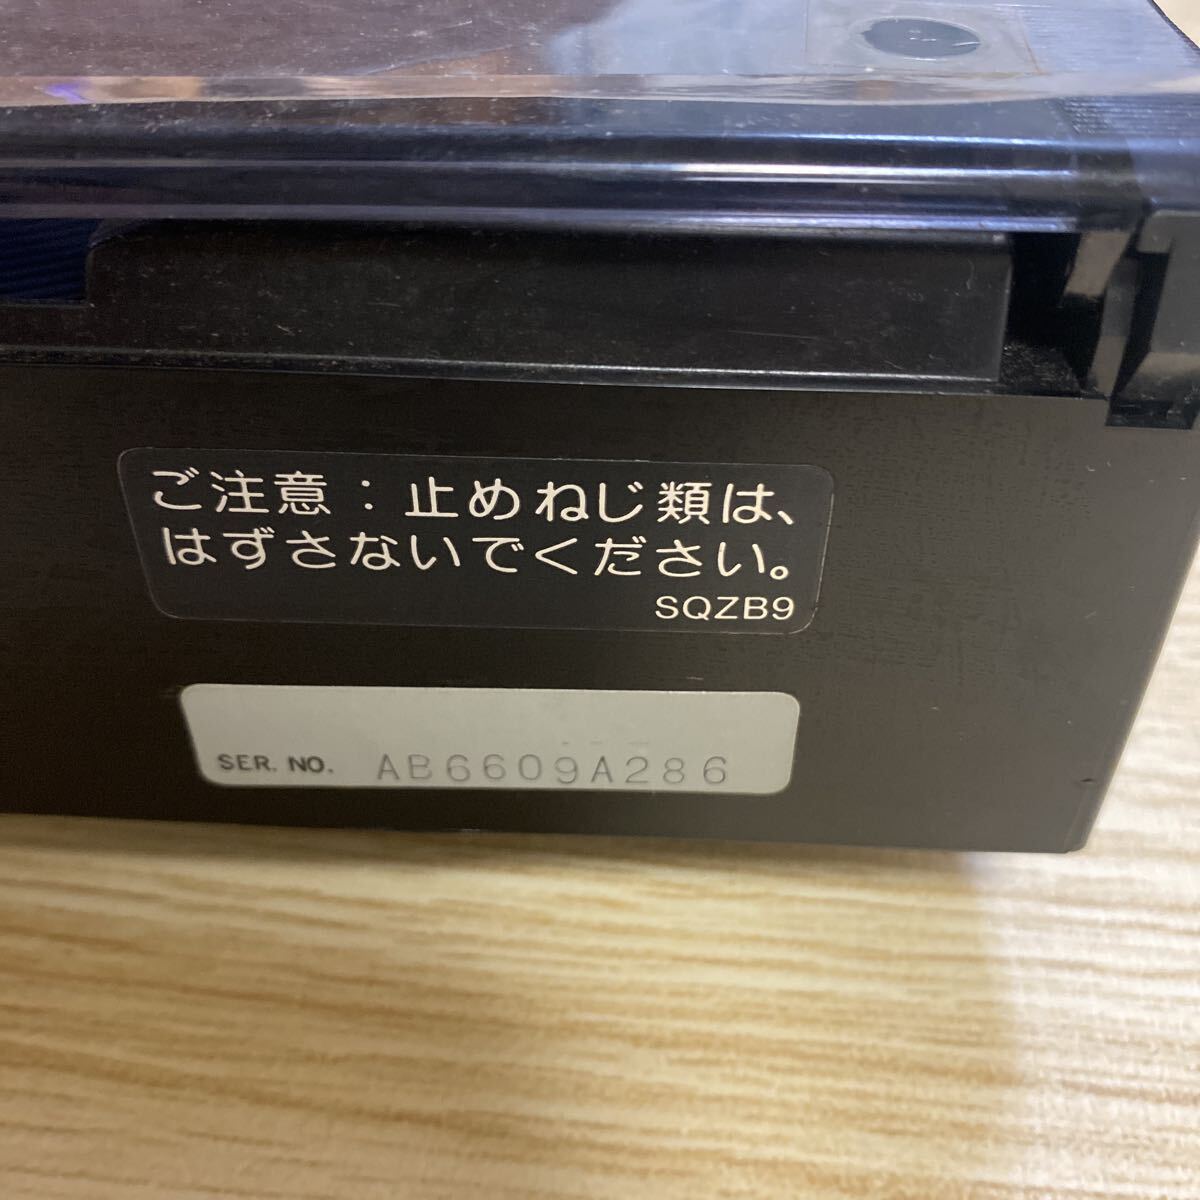 ご注意：止めねじ類は、
はずさないでください。
SQZB9
SER. NO. AB6609A286